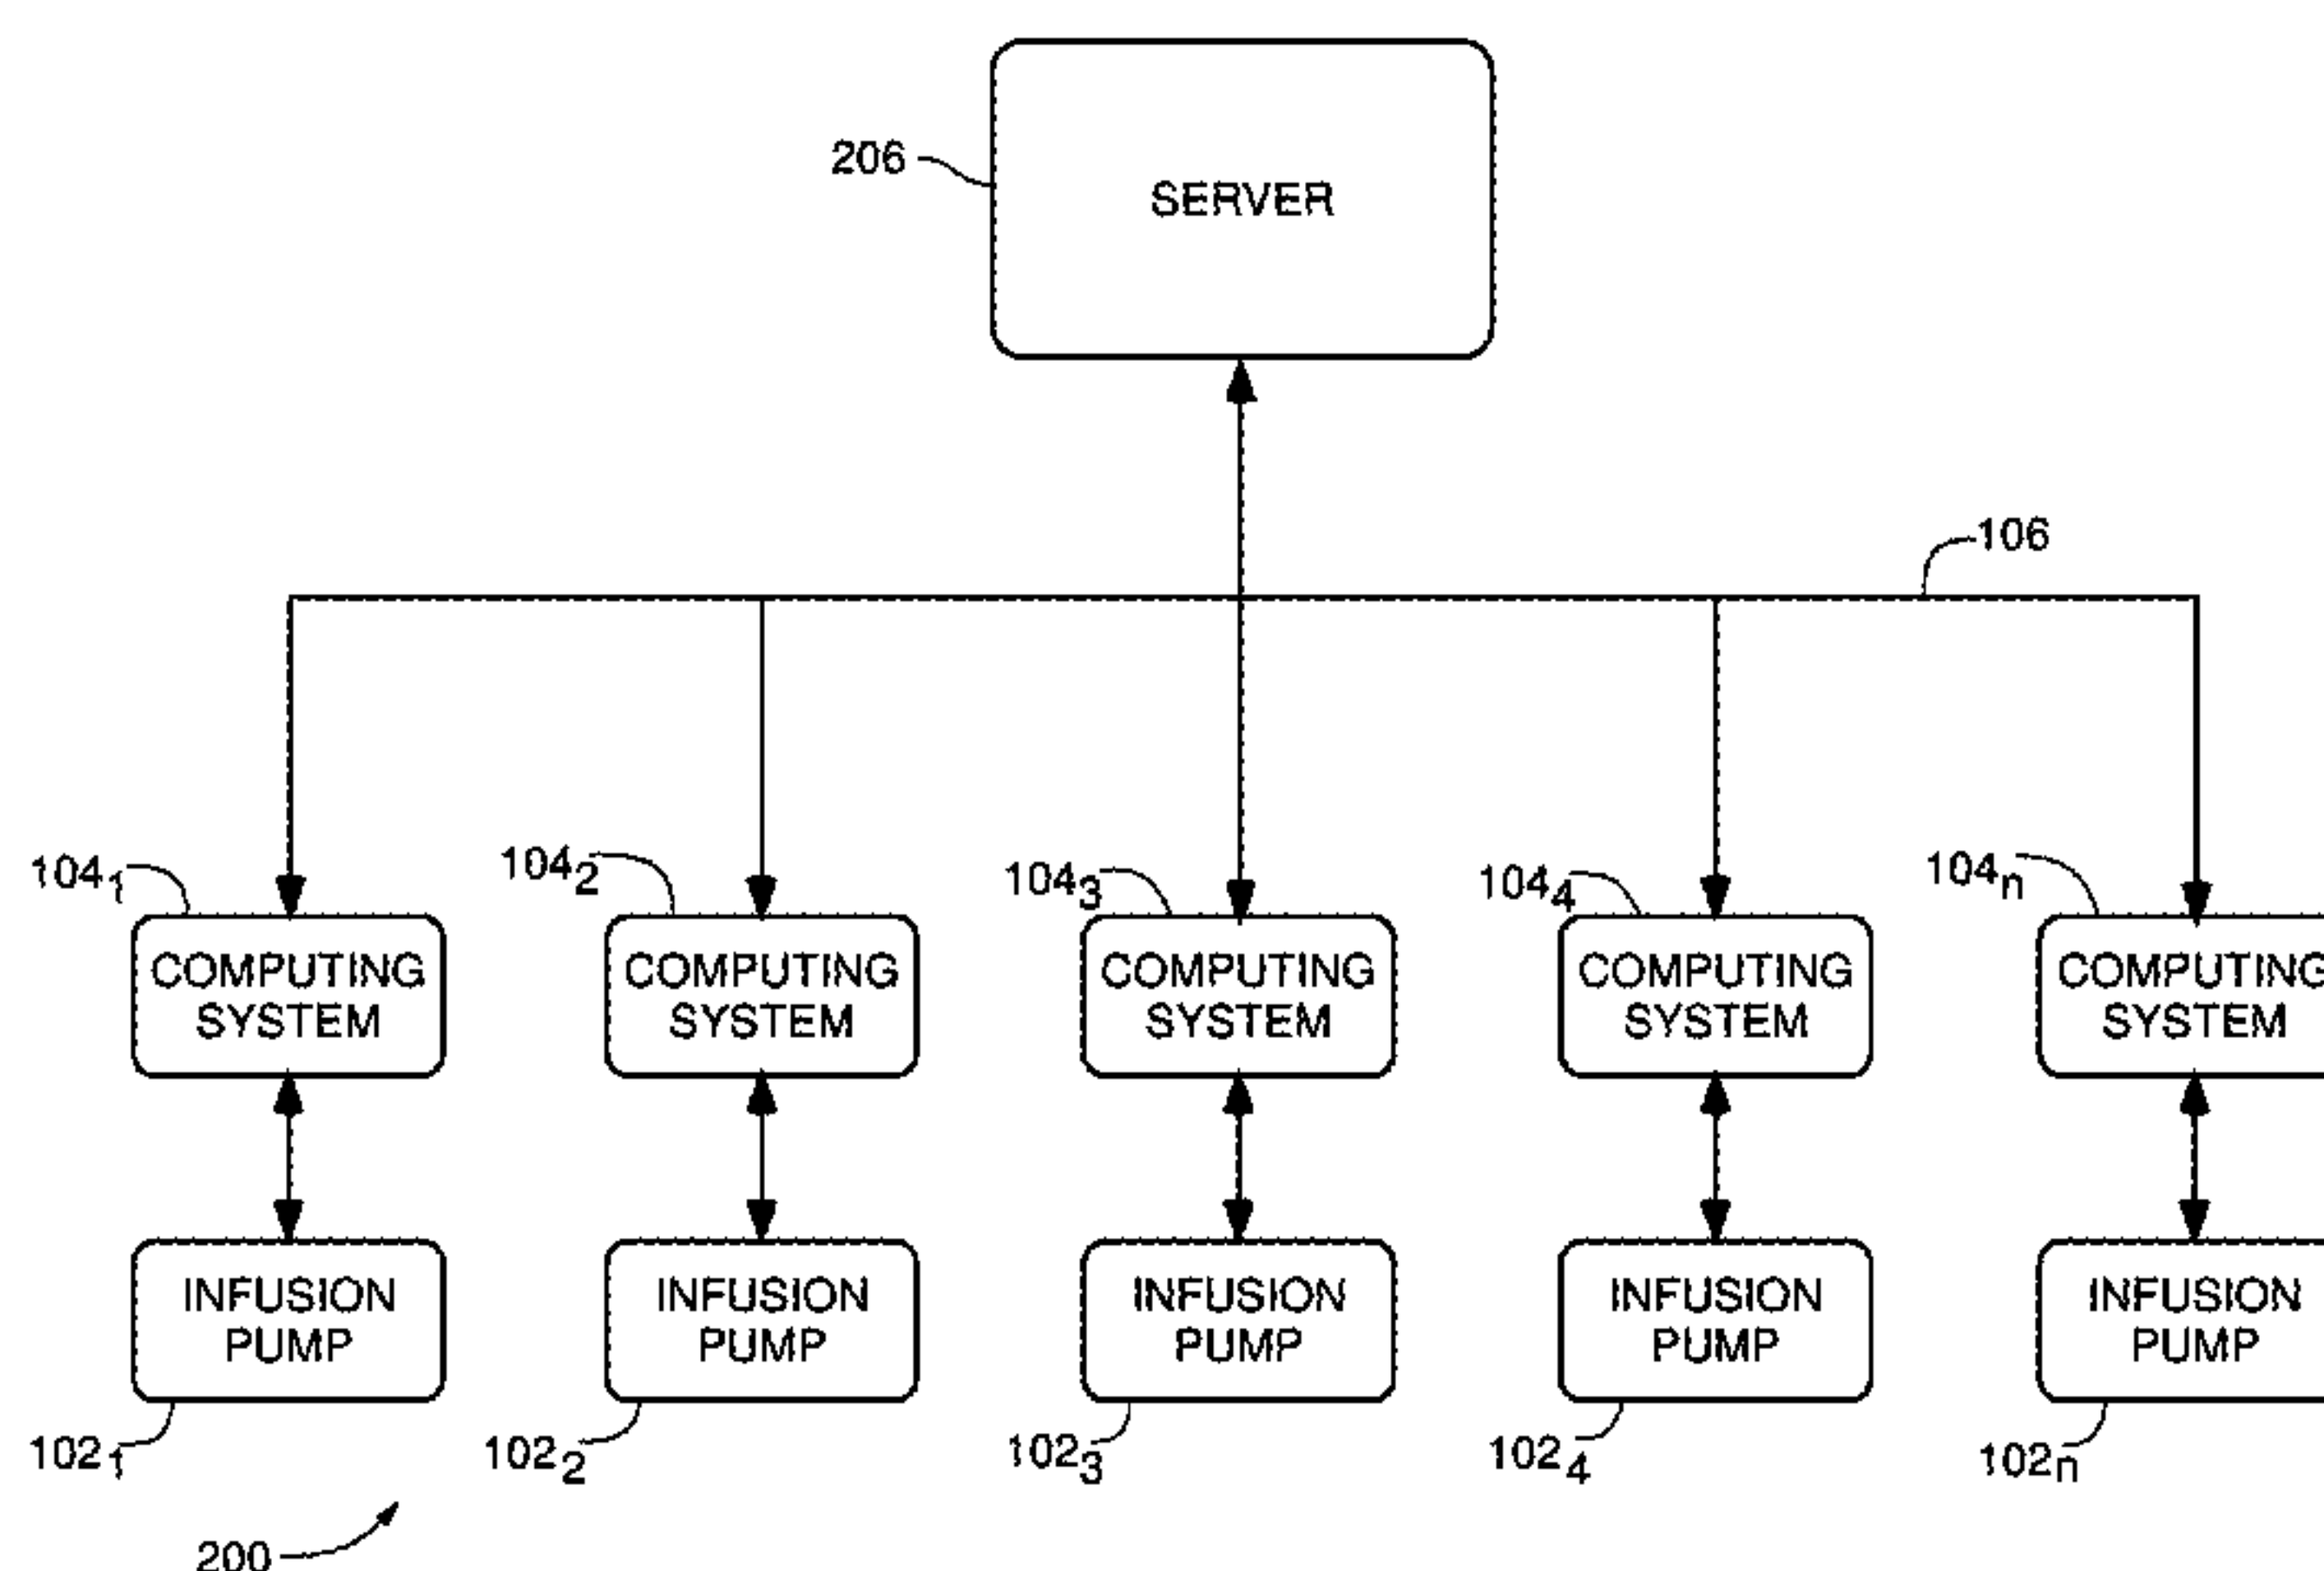 206
SERVER
106
104₁
104₂
104₃
104₄
104ₙ
COMPUTING
SYSTEM
COMPUTING
SYSTEM
COMPUTING
SYSTEM
COMPUTING
SYSTEM
COMPUTING
SYSTEM
INFUSION
PUMP
INFUSION
PUMP
INFUSION
PUMP
INFUSION
PUMP
INFUSION
PUMP
102₁
102₂
102₃
102₄
102ₙ
200